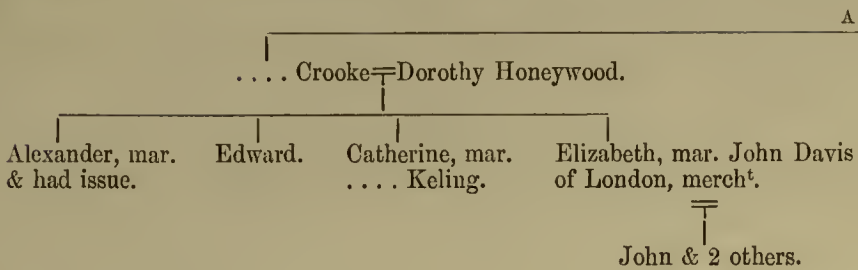 A
. . . . Crooke=Dorothy Honeywood.
Alexander, mar. Edward. Catherine, mar. Elizabeth, mar. John Davis
& had issue. . . . . Keling. of London, mercht.
John & 2 others.